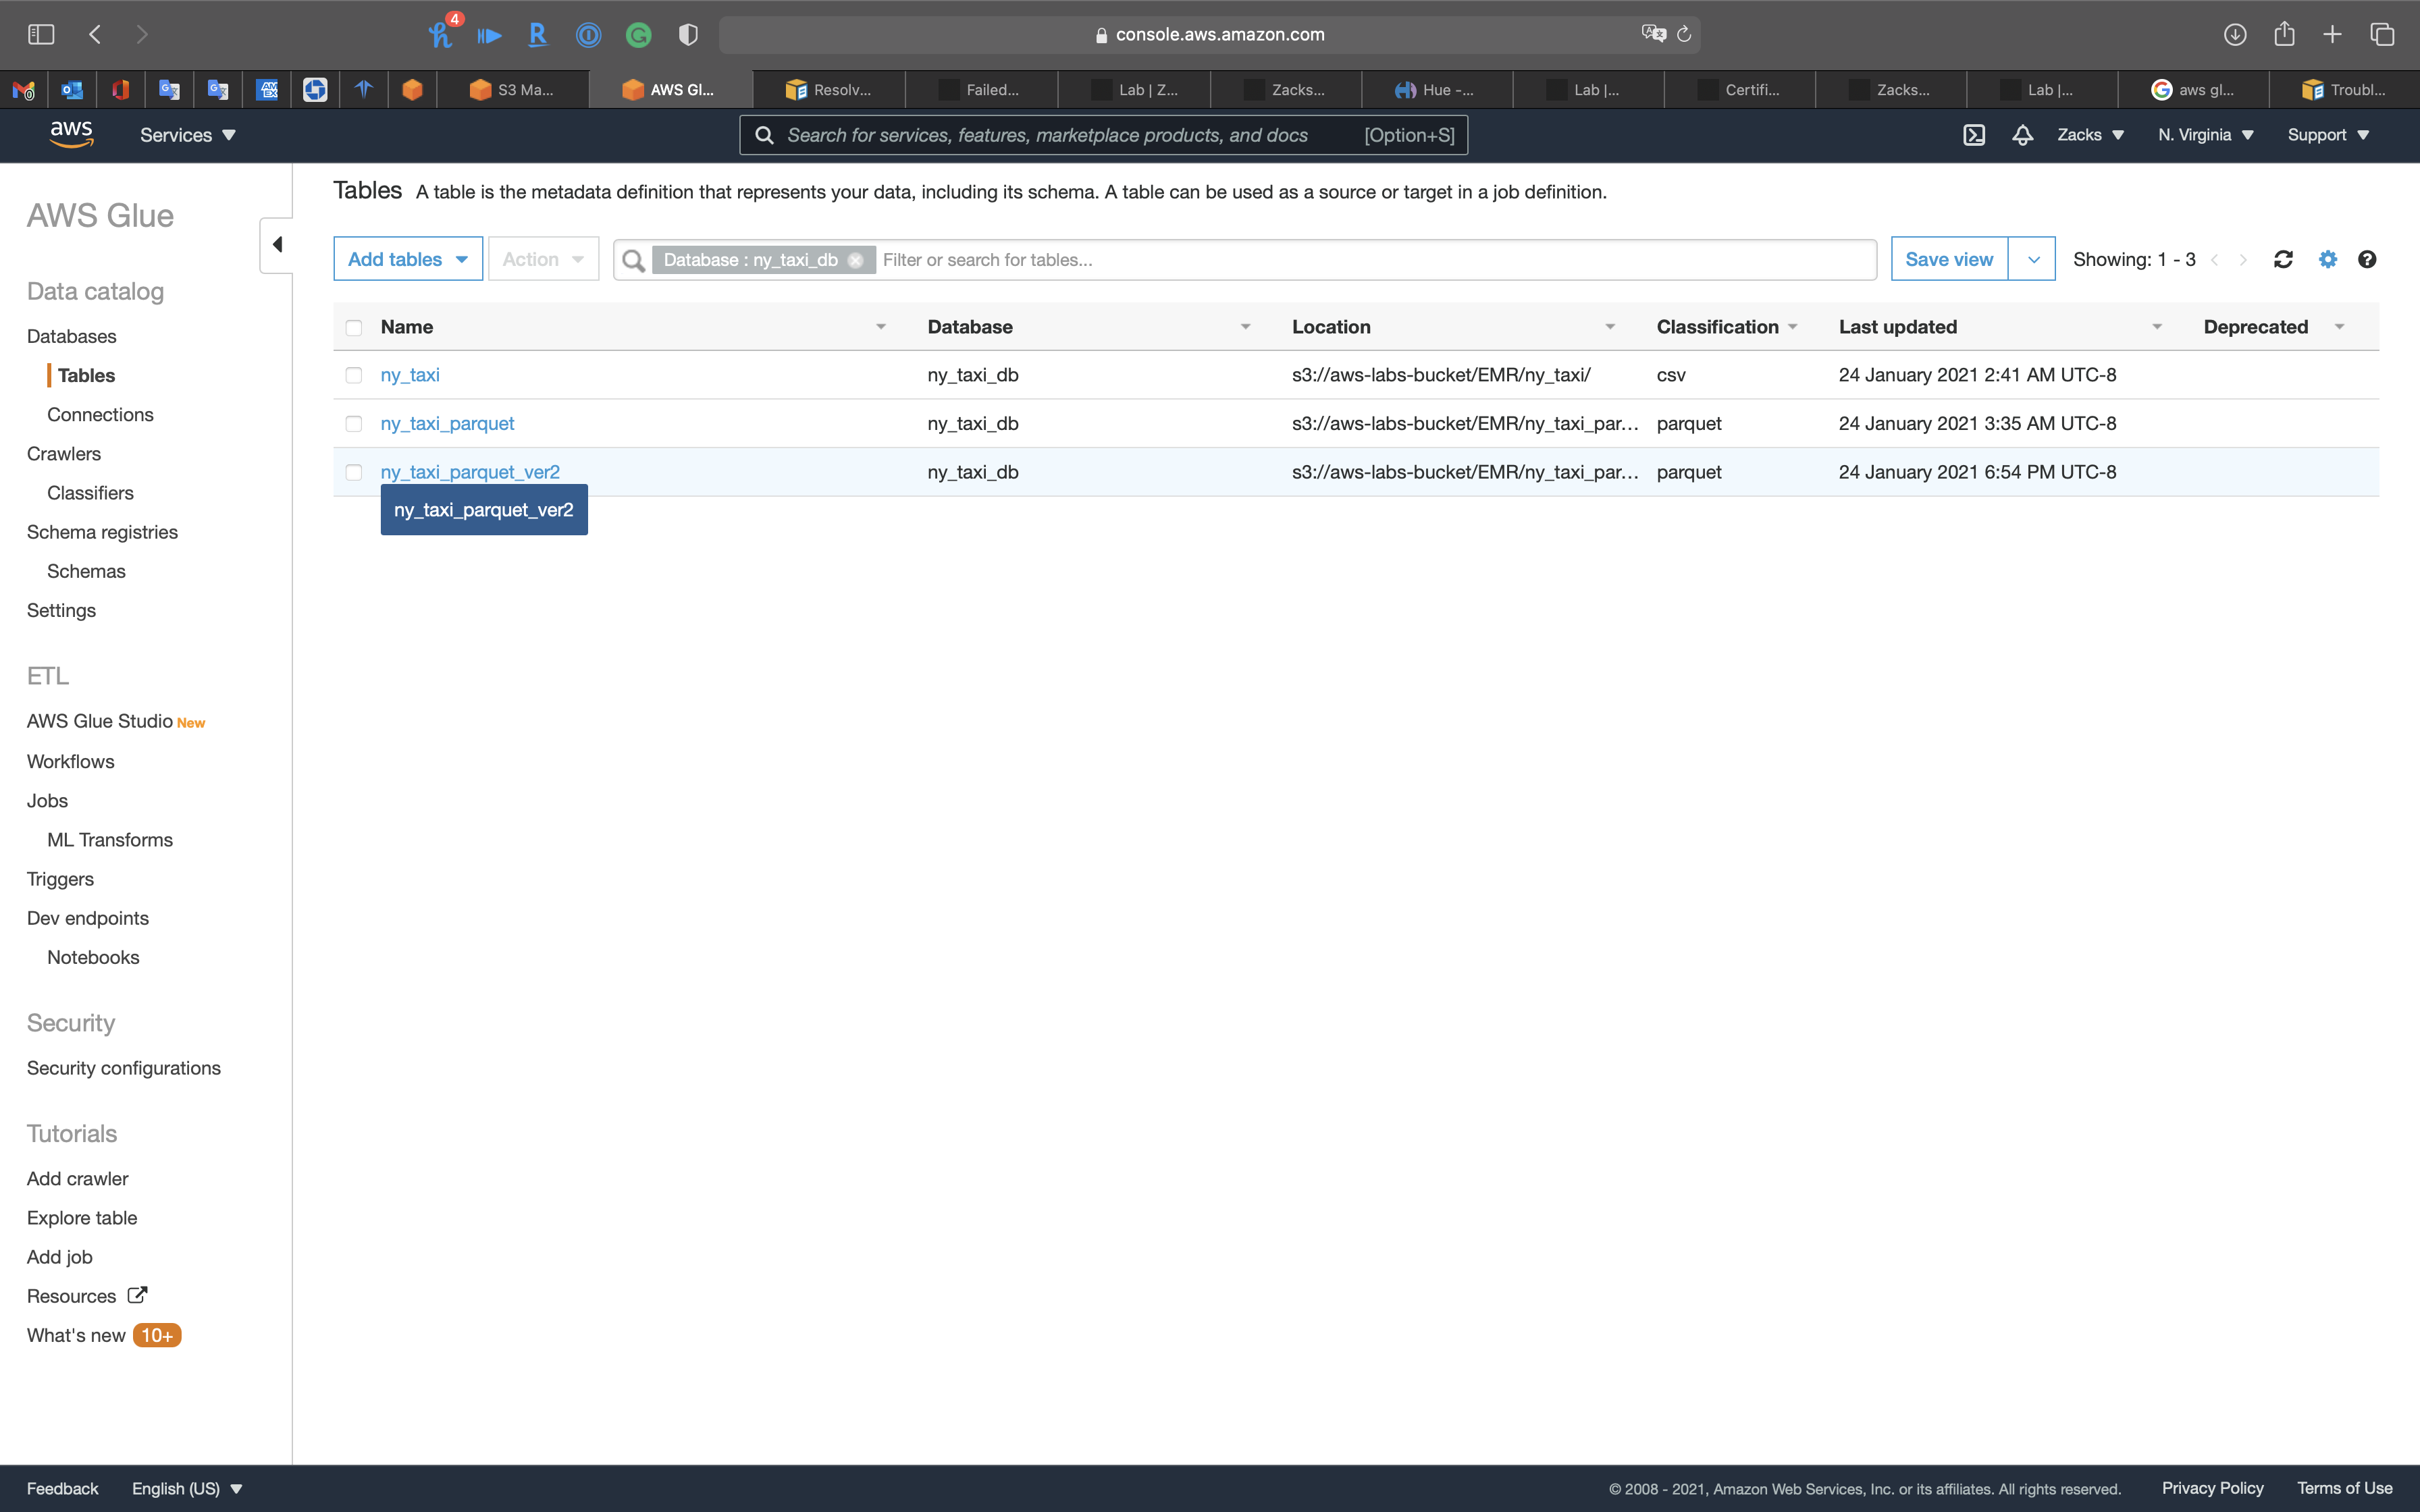 4
console.aws.amazon.com
S3 Ma...
AWS Gl...
Resolv...
Failed...
Lab | Z...
Zacks...
Hue -...
Lab |...
Certifi...
Zacks...
Lab |...
aws gl...
Troubl...
aws
Services
Search for services, features, marketplace products, and docs [Option+S]
Zacks
N. Virginia
Support
AWS Glue
Data catalog
Databases
Tables
Connections
Crawlers
Classifiers
Schema registries
Schemas
Settings
ETL
AWS Glue Studio New
Workflows
Jobs
ML Transforms
Triggers
Dev endpoints
Notebooks
Security
Security configurations
Tutorials
Add crawler
Explore table
Add job
Resources
What's new 10+
Tables A table is the metadata definition that represents your data, including its schema. A table can be used as a source or target in a job definition.
Add tables Action Database : ny_taxi_db Filter or search for tables... Save view Showing: 1 - 3
Name Database Location Classification Last updated Deprecated
ny_taxi ny_taxi_db s3://aws-labs-bucket/EMR/ny_taxi/ csv 24 January 2021 2:41 AM UTC-8
ny_taxi_parquet ny_taxi_db s3://aws-labs-bucket/EMR/ny_taxi_par... parquet 24 January 2021 3:35 AM UTC-8
ny_taxi_parquet_ver2 ny_taxi_db s3://aws-labs-bucket/EMR/ny_taxi_par... parquet 24 January 2021 6:54 PM UTC-8
ny_taxi_parquet_ver2
Feedback English (US) © 2008 - 2021, Amazon Web Services, Inc. or its affiliates. All rights reserved. Privacy Policy Terms of Use